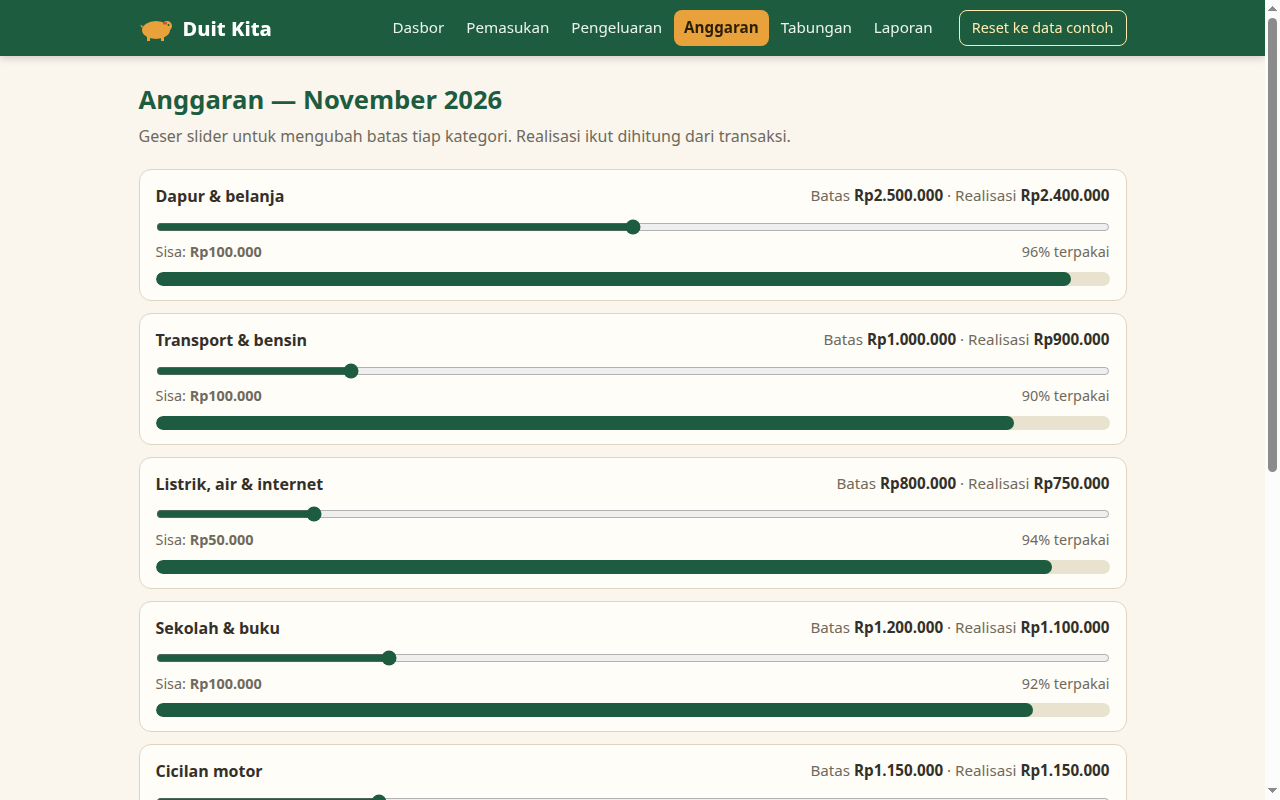 Duit Kita Dasbor Pemasukan Pengeluaran Anggaran Tabungan Laporan Reset ke data contoh
Anggaran — November 2026
Geser slider untuk mengubah batas tiap kategori. Realisasi ikut dihitung dari transaksi.
Dapur & belanja Batas Rp2.500.000 · Realisasi Rp2.400.000
Sisa: Rp100.000 96% terpakai
Transport & bensin Batas Rp1.000.000 · Realisasi Rp900.000
Sisa: Rp100.000 90% terpakai
Listrik, air & internet Batas Rp800.000 · Realisasi Rp750.000
Sisa: Rp50.000 94% terpakai
Sekolah & buku Batas Rp1.200.000 · Realisasi Rp1.100.000
Sisa: Rp100.000 92% terpakai
Cicilan motor Batas Rp1.150.000 · Realisasi Rp1.150.000